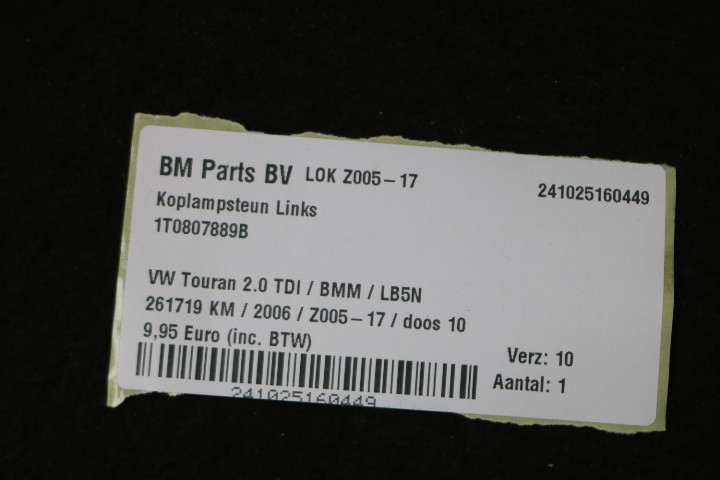 BM Parts BV LOK Z005-17
241025160449
Koplampsteun Links
1T0807889B
VW Touran 2.0 TDI / BMM / LB5N
261719 KM / 2006 / Z005-17 / doos 10
9,95 Euro (inc. BTW)
Verz: 10
Aantal: 1
241025160449